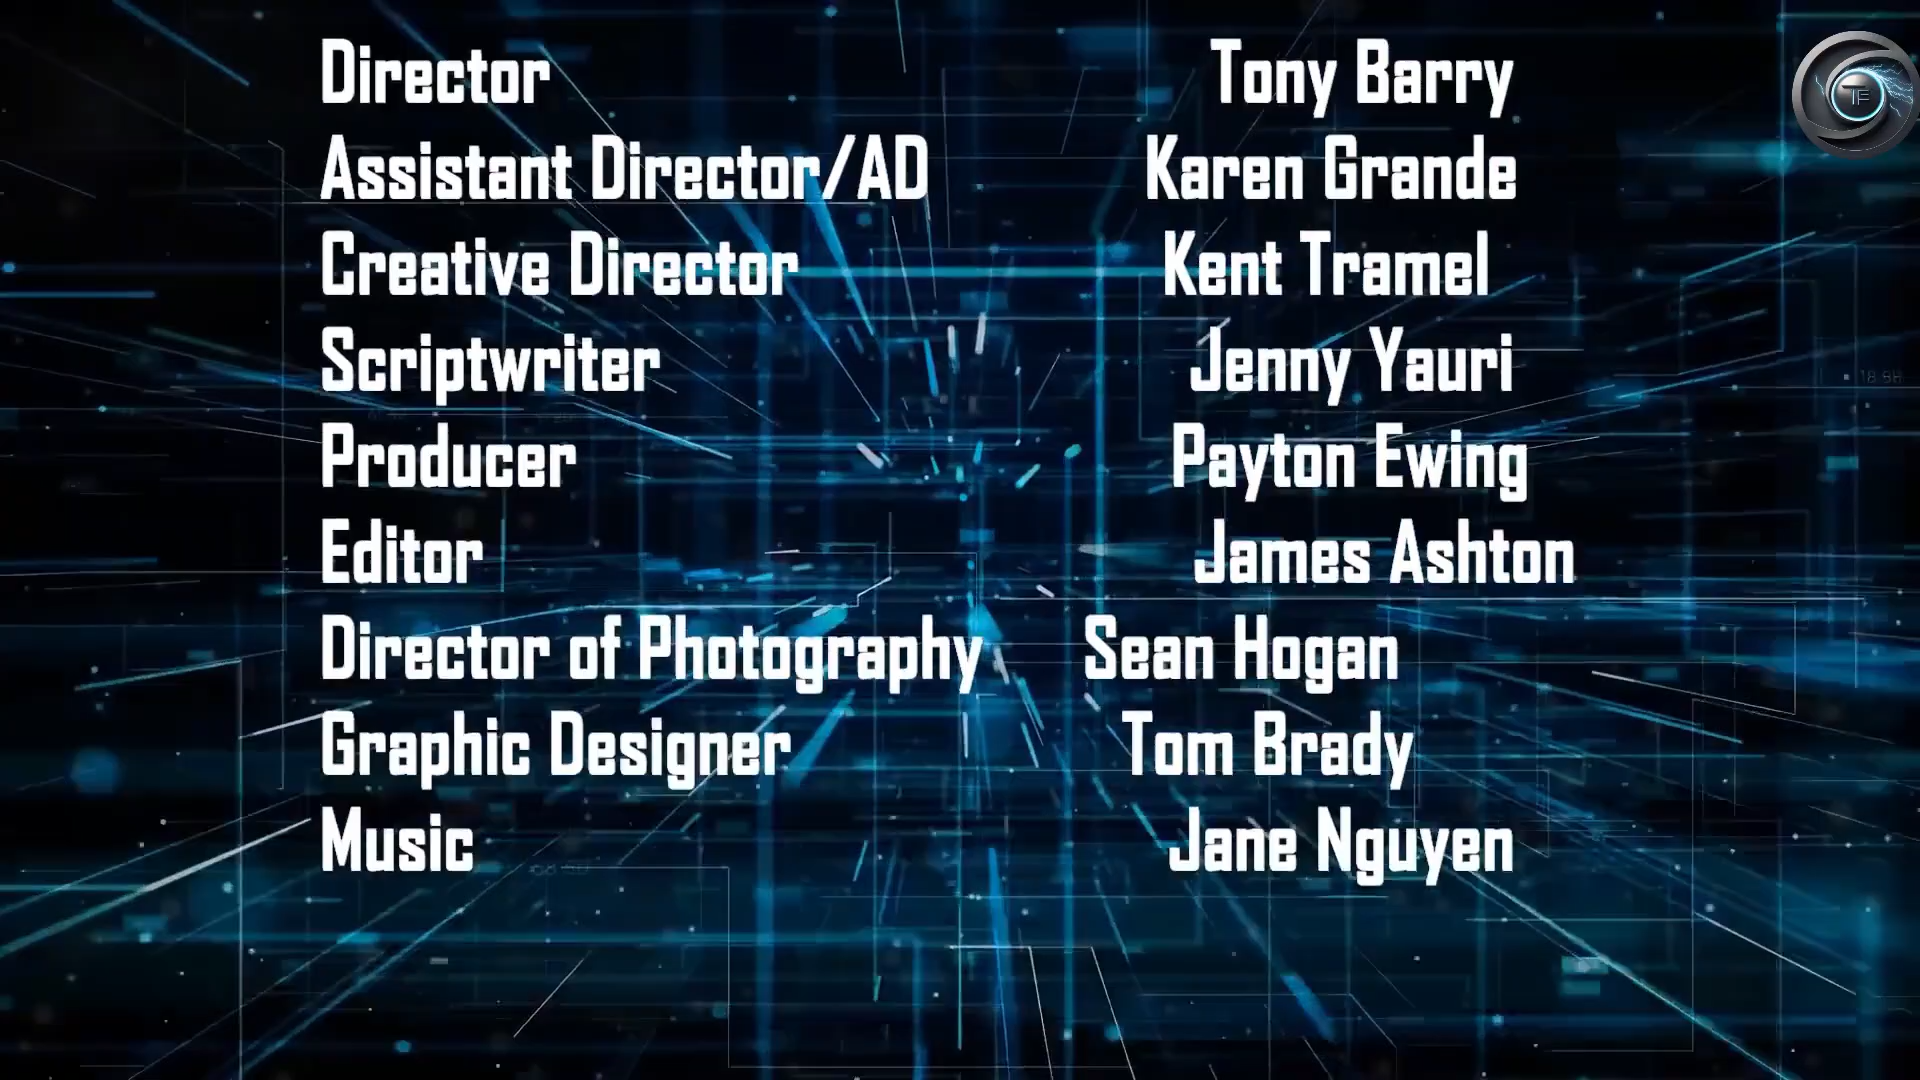 Director Tony Barry
Assistant Director/AD Karen Grande
Creative Director Kent Tramel
Scriptwriter Jenny Yauri
Producer Payton Ewing
Editor James Ashton
Director of Photography Sean Hogan
Graphic Designer Tom Brady
Music Jane Nguyen
TE